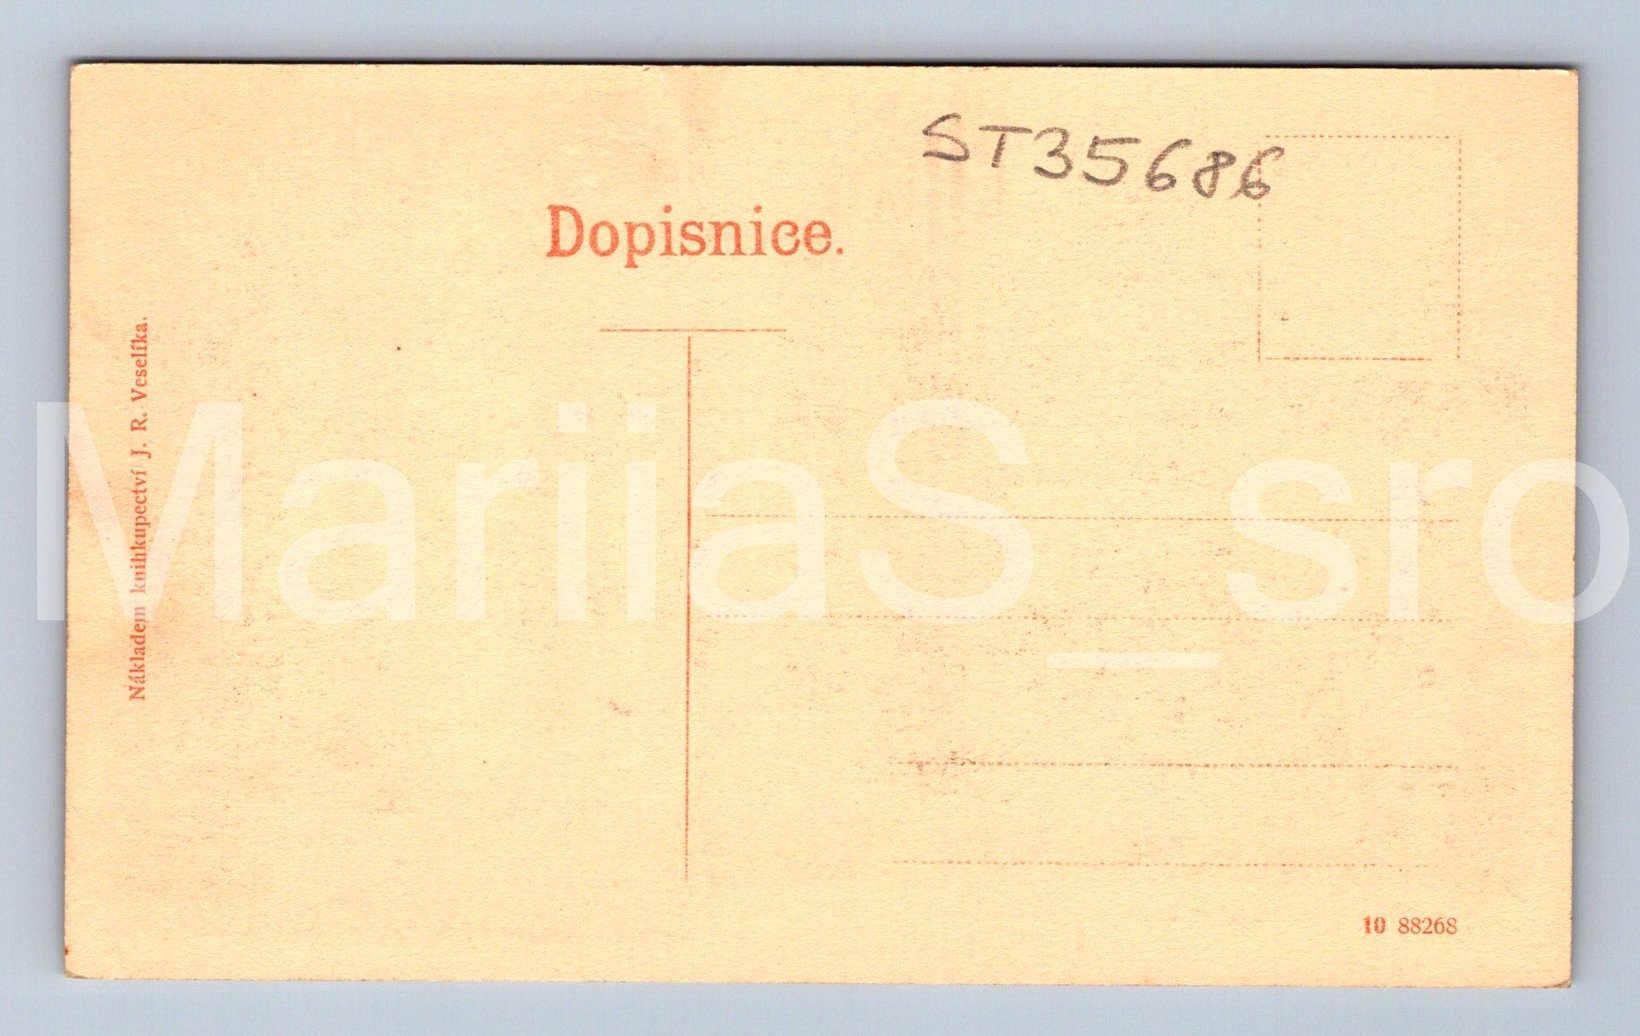 ST35686
Dopisnice.
Nákladem knihkupectví J. R. Veselíka.
MariiaS_sro
10 88268